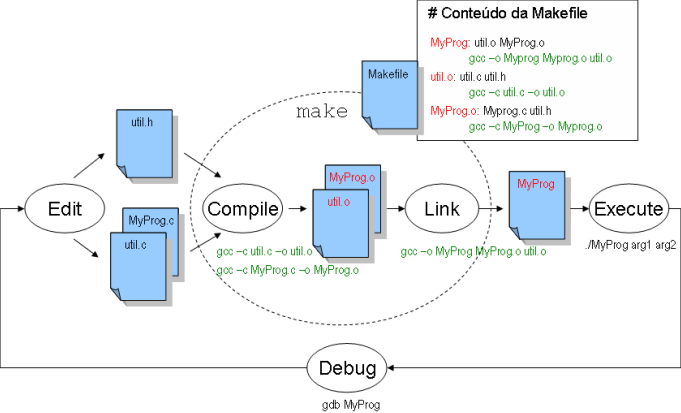 # Conteúdo da Makefile
MyProg: util.o MyProg.o
gcc –o Myprog Myprog.o util.o
util.o: util.c util.h
gcc –c util.c –o util.o
MyProg.o: Myprog.c util.h
gcc –c MyProg –o Myprog.o
Makefile
make
util.h
Edit
MyProg.c
util.c
Compile
gcc –c util.c –o util.o
gcc –c MyProg.c –o MyProg.o
MyProg.o
util.o
Link
gcc –o MyProg MyProg.o util.o
MyProg
Execute
./MyProg arg1 arg2
Debug
gdb MyProg